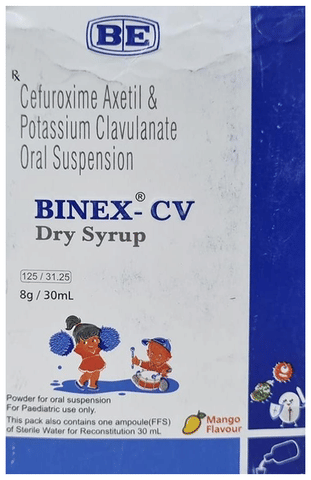 BE
Rx
Cefuroxime Axetil &
Potassium Clavulanate
Oral Suspension
BINEX-® CV
Dry Syrup
125 / 31.25
8g / 30mL
Powder for oral suspension
For Paediatric use only.
This pack also contains one ampoule(FFS)
of Sterile Water for Reconstitution 30 mL
Mango
Flavour